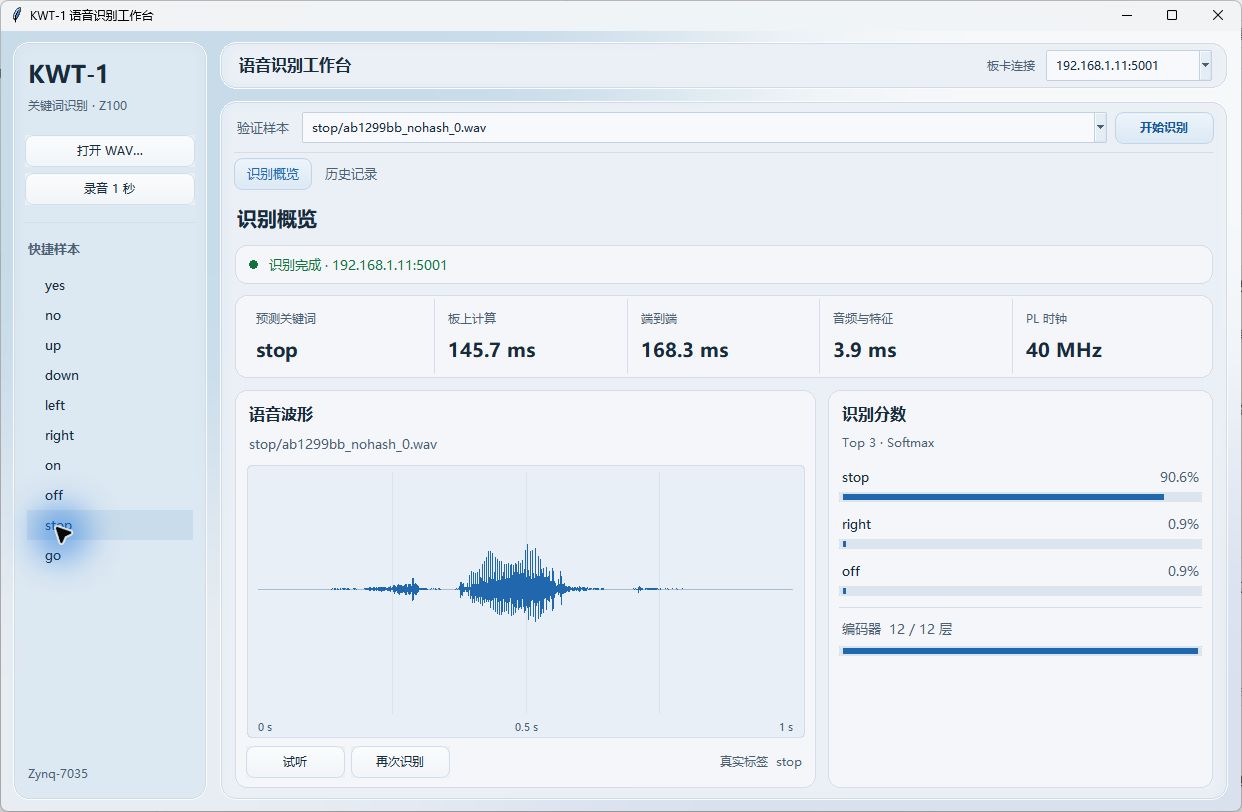 KWT-1 语音识别工作台
KWT-1
关键词识别 · Z100
打开 WAV...
录音 1 秒
快捷样本
yes
no
up
down
left
right
on
off
stop
go
Zynq-7035
语音识别工作台
板卡连接 192.168.1.11:5001
验证样本 stop/ab1299bb_nohash_0.wav 开始识别
识别概览 历史记录
识别概览
识别完成 · 192.168.1.11:5001
预测关键词 板上计算 端到端 音频与特征 PL 时钟
stop 145.7 ms 168.3 ms 3.9 ms 40 MHz
语音波形
stop/ab1299bb_nohash_0.wav
0 s 0.5 s 1 s
试听 再次识别 真实标签 stop
识别分数
Top 3 · Softmax
stop 90.6%
right 0.9%
off 0.9%
编码器 12 / 12 层